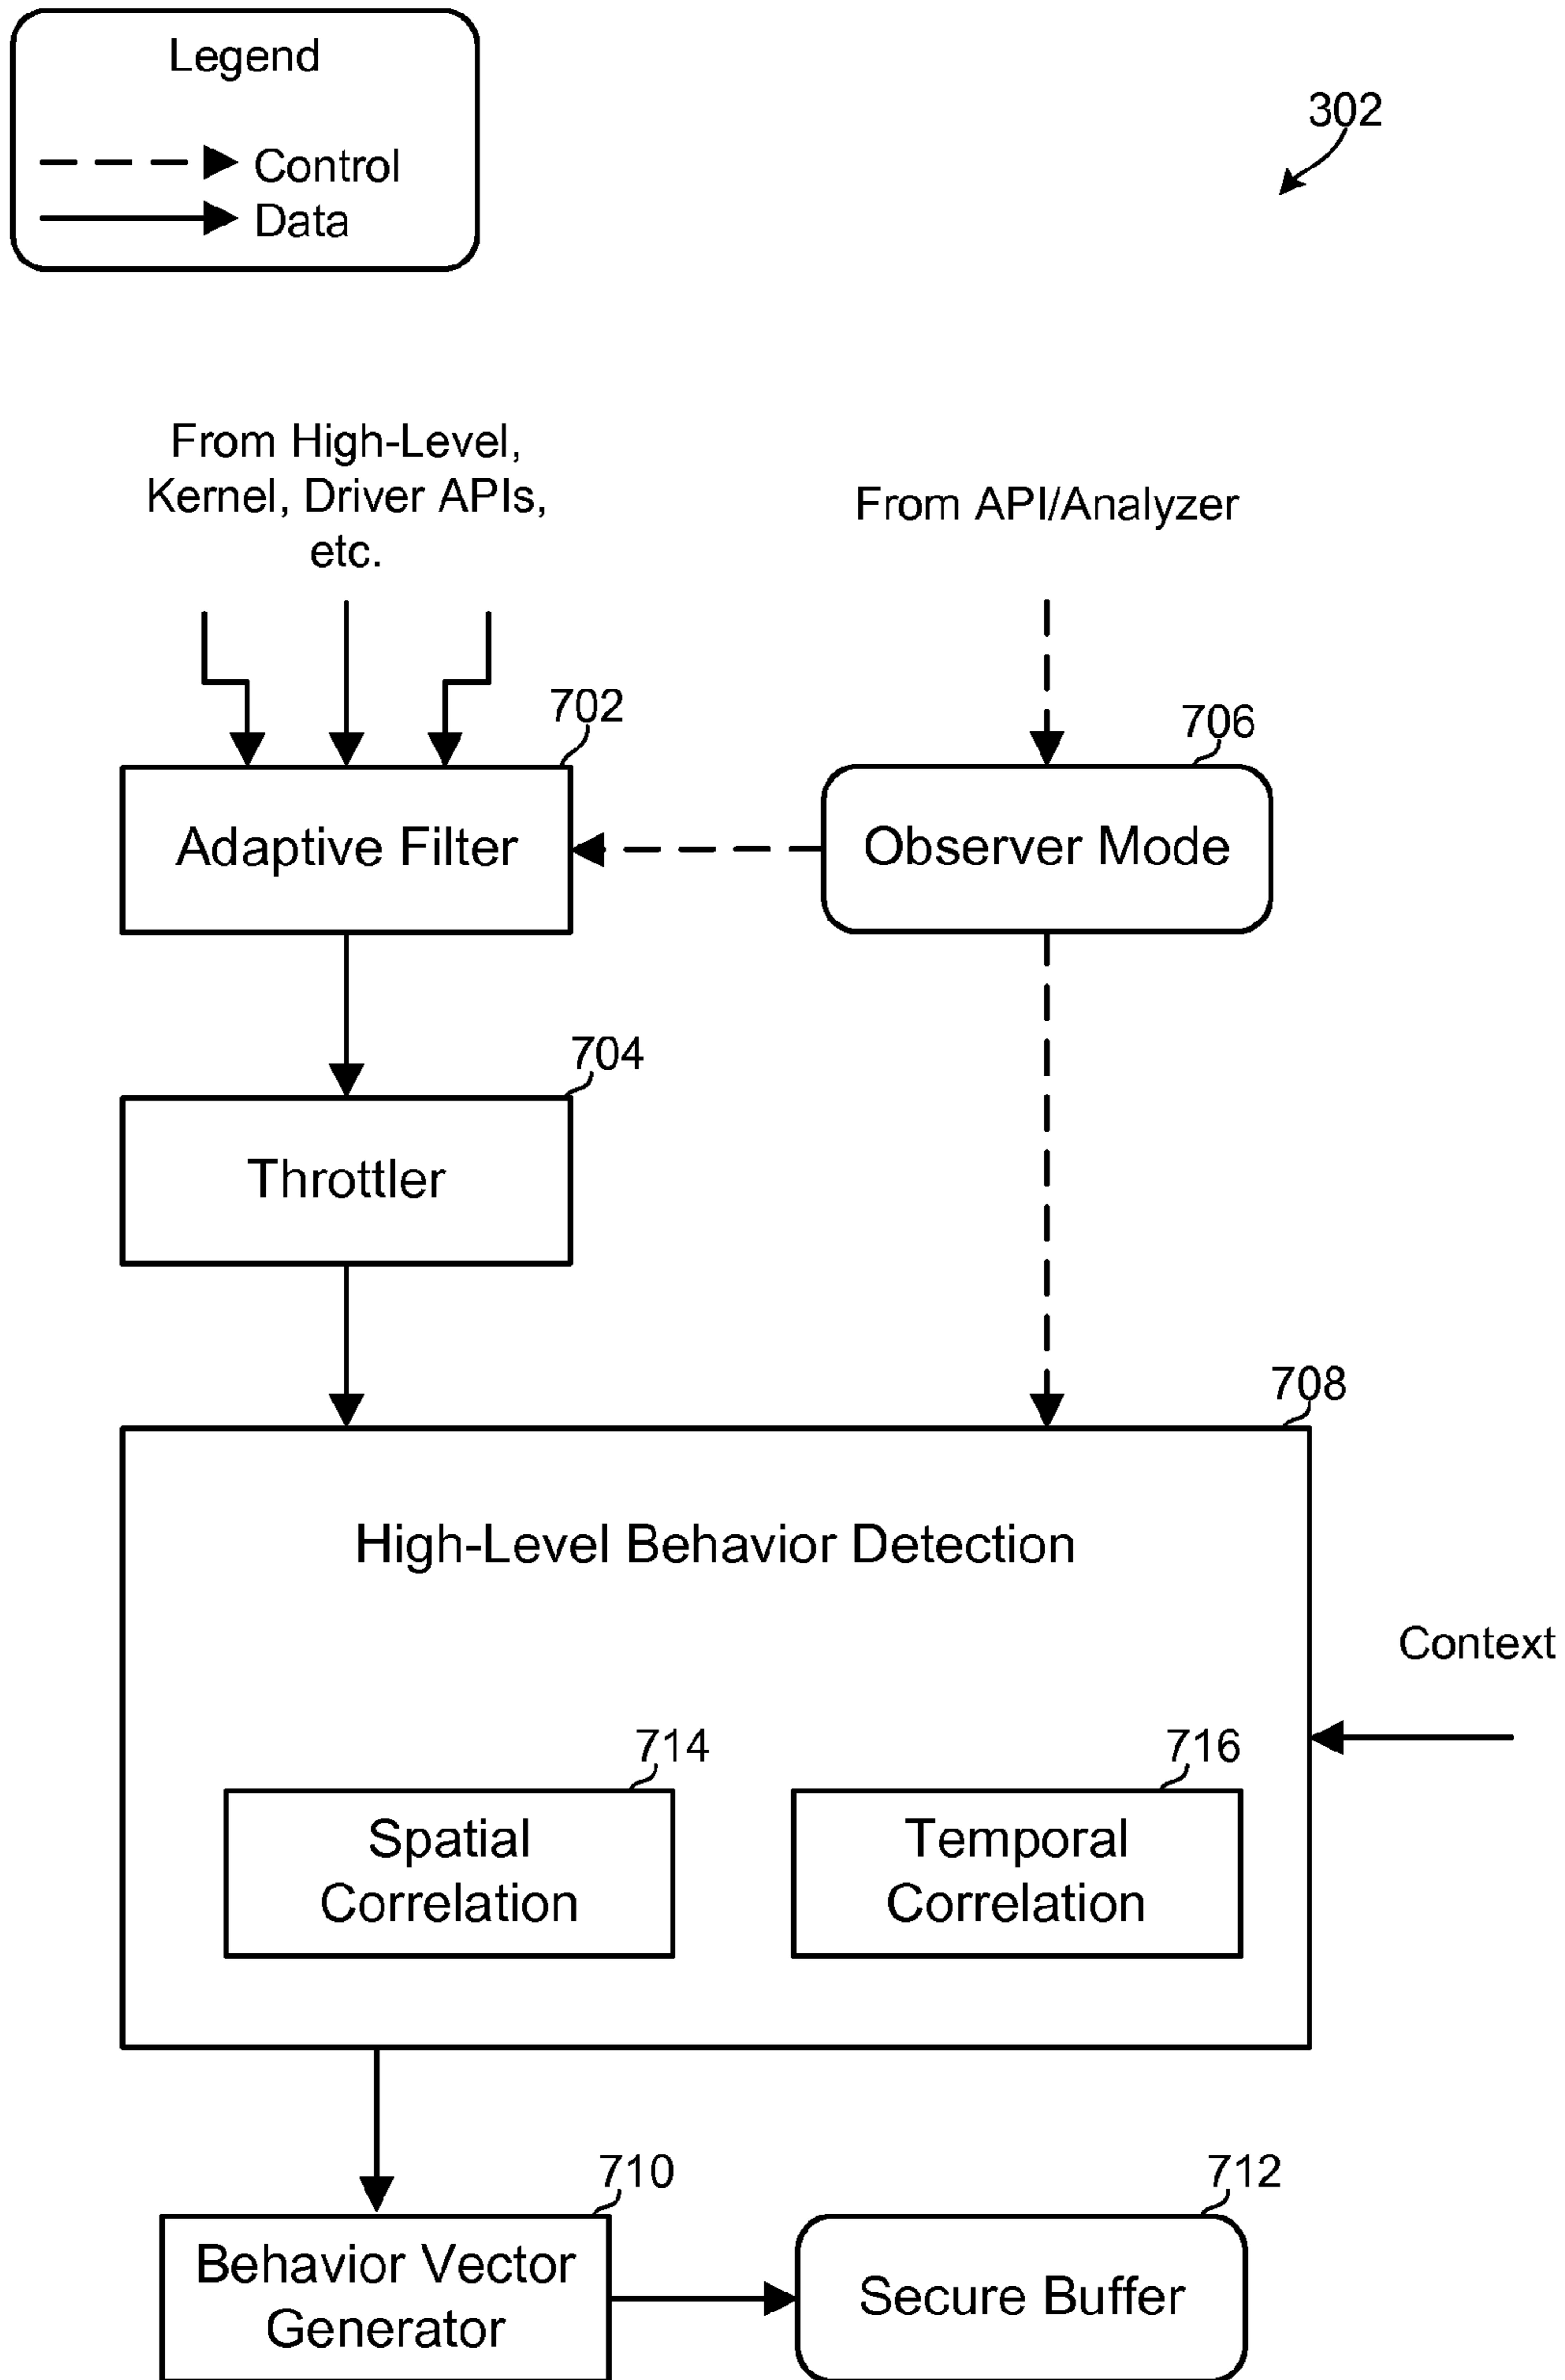 Legend
Control
Data
302
From High-Level,
Kernel, Driver APIs,
etc.
From API/Analyzer
702
706
Adaptive Filter
Observer Mode
704
Throttler
708
High-Level Behavior Detection
Context
714
716
Spatial
Correlation
Temporal
Correlation
710
712
Behavior Vector
Generator
Secure Buffer